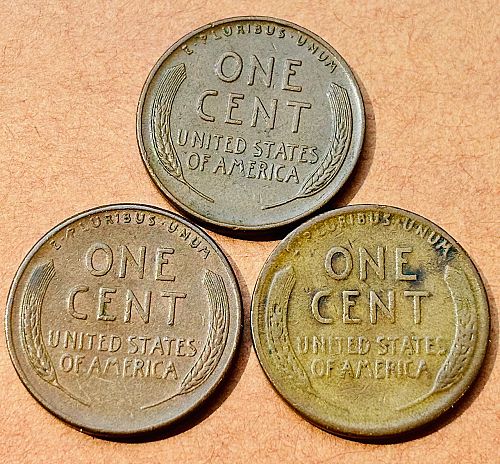 E·PLURIBUS·UNUM
ONE
CENT
UNITED STATES
OF AMERICA
E·PLURIBUS·UNUM
ONE
CENT
UNITED STATES
OF AMERICA
E·PLURIBUS·UNUM
ONE
CENT
UNITED STATES
OF AMERICA